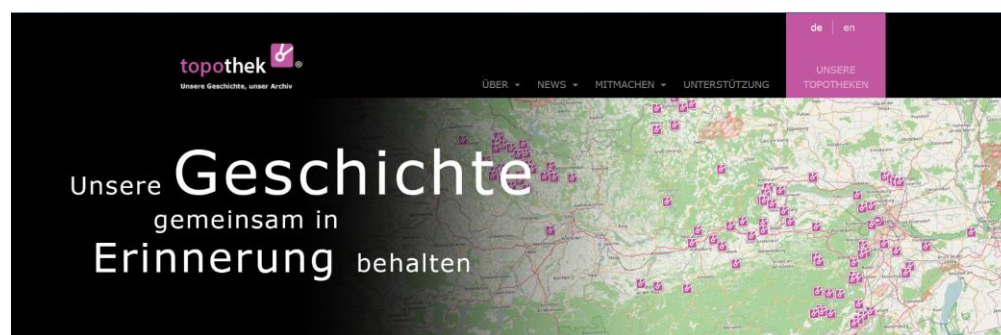 de | en
topothek®
Unsere Geschichte, unser Archiv
ÜBER NEWS MITMACHEN UNTERSTÜTZUNG UNSERE TOPOTHEKEN
Unsere Geschichte
gemeinsam in
Erinnerung behalten